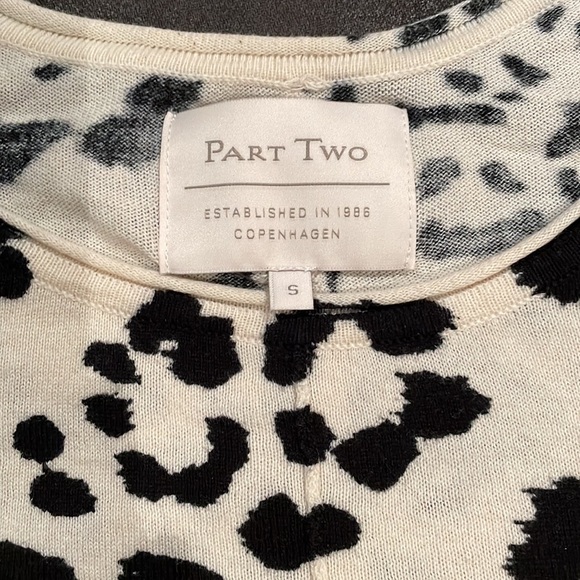 PART TWO
ESTABLISHED IN 1986
COPENHAGEN
S